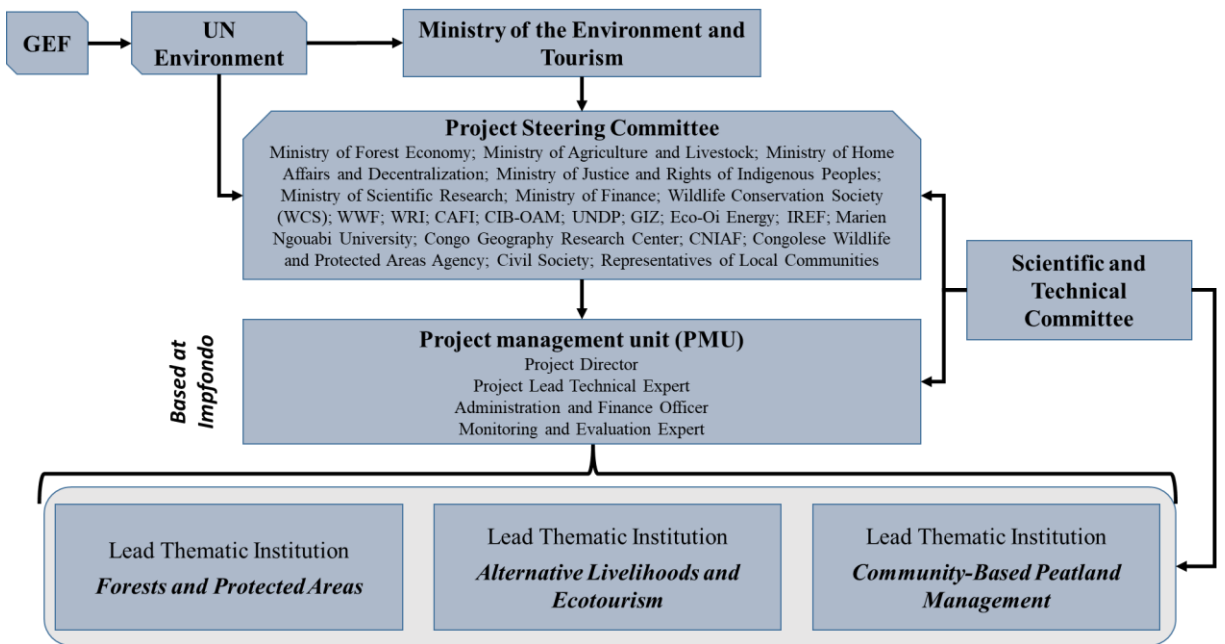 GEF
UN
Environment
Ministry of the Environment and
Tourism
Project Steering Committee
Ministry of Forest Economy; Ministry of Agriculture and Livestock; Ministry of Home
Affairs and Decentralization; Ministry of Justice and Rights of Indigenous Peoples;
Ministry of Scientific Research; Ministry of Finance; Wildlife Conservation Society
(WCS); WWF; WRI; CAFI; CIB-OAM; UNDP; GIZ; Eco-Oi Energy; IREF; Marien
Ngouabi University; Congo Geography Research Center; CNIAF; Congolese Wildlife
and Protected Areas Agency; Civil Society; Representatives of Local Communities
Scientific and
Technical
Committee
Based at
Impfondo
Project management unit (PMU)
Project Director
Project Lead Technical Expert
Administration and Finance Officer
Monitoring and Evaluation Expert
Lead Thematic Institution
Forests and Protected Areas
Lead Thematic Institution
Alternative Livelihoods and
Ecotourism
Lead Thematic Institution
Community-Based Peatland
Management